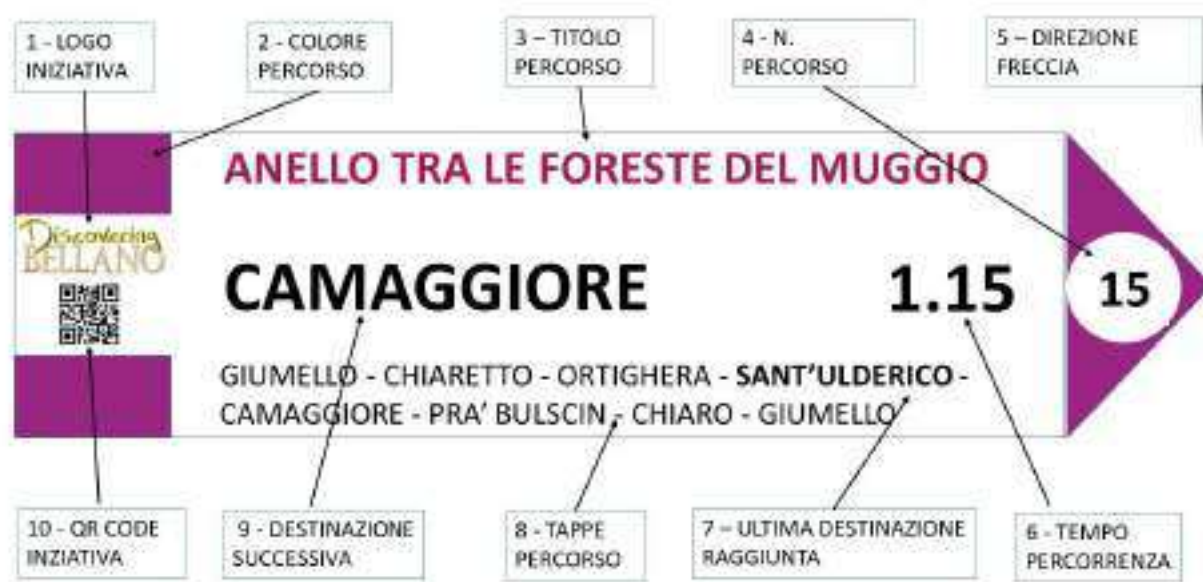 1 - LOGO
INIZIATIVA
2 - COLORE
PERCORSO
3 – TITOLO
PERCORSO
4 - N.
PERCORSO
5 – DIREZIONE
FRECCIA
ANELLO TRA LE FORESTE DEL MUGGIO
Discovering
BELLANO
CAMAGGIORE
1.15
15
GIUMELLO - CHIARETTO - ORTIGHERA - SANT'ULDERICO -
CAMAGGIORE - PRA' BULSCIN - CHIARO - GIUMELLO
10 - QR CODE
INZIATIVA
9 - DESTINAZIONE
SUCCESSIVA
8 - TAPPE
PERCORSO
7 – ULTIMA DESTINAZIONE
RAGGIUNTA
6 - TEMPO
PERCORRENZA